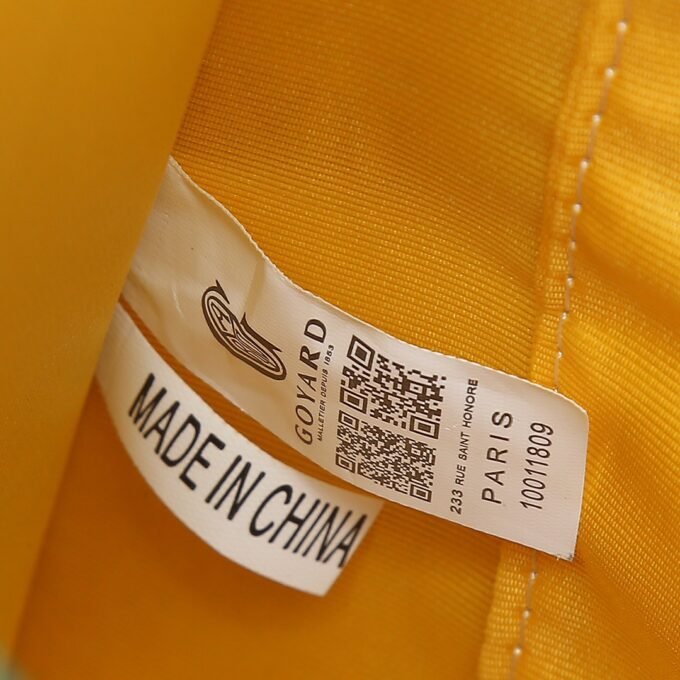 GOYARD
MALLETIER DEPUIS 1853
233 RUE SAINT HONORE
PARIS
10011809
MADE IN CHINA